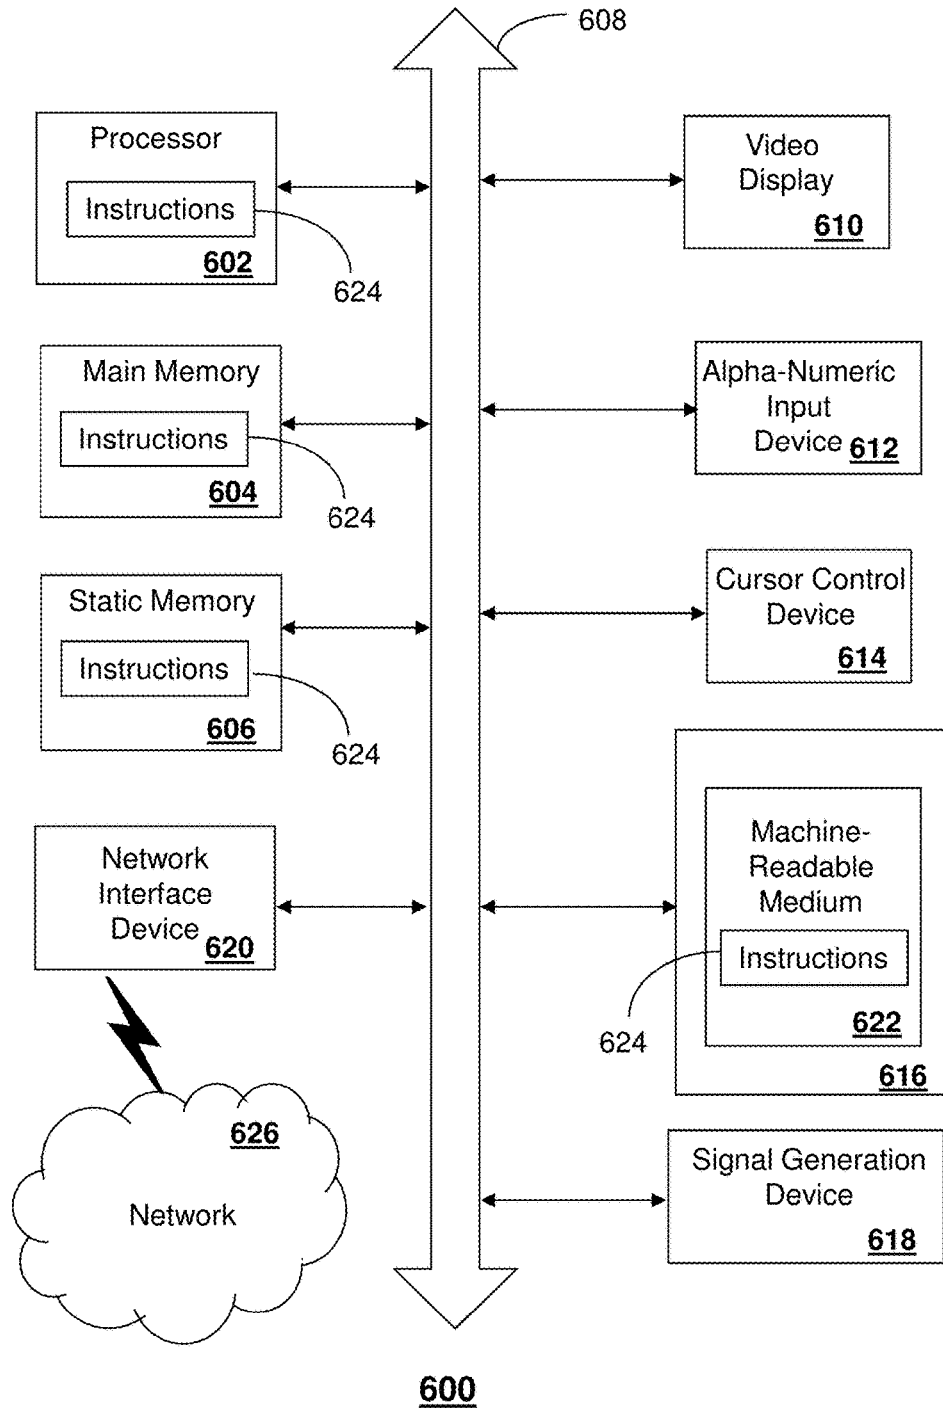 608
Processor
Instructions
602
624
Main Memory
Instructions
604
624
Static Memory
Instructions
606
624
Network
Interface
Device
620
626
Network
Video
Display
610
Alpha-Numeric
Input
Device
612
Cursor Control
Device
614
Machine-
Readable
Medium
Instructions
624
622
616
Signal Generation
Device
618
600